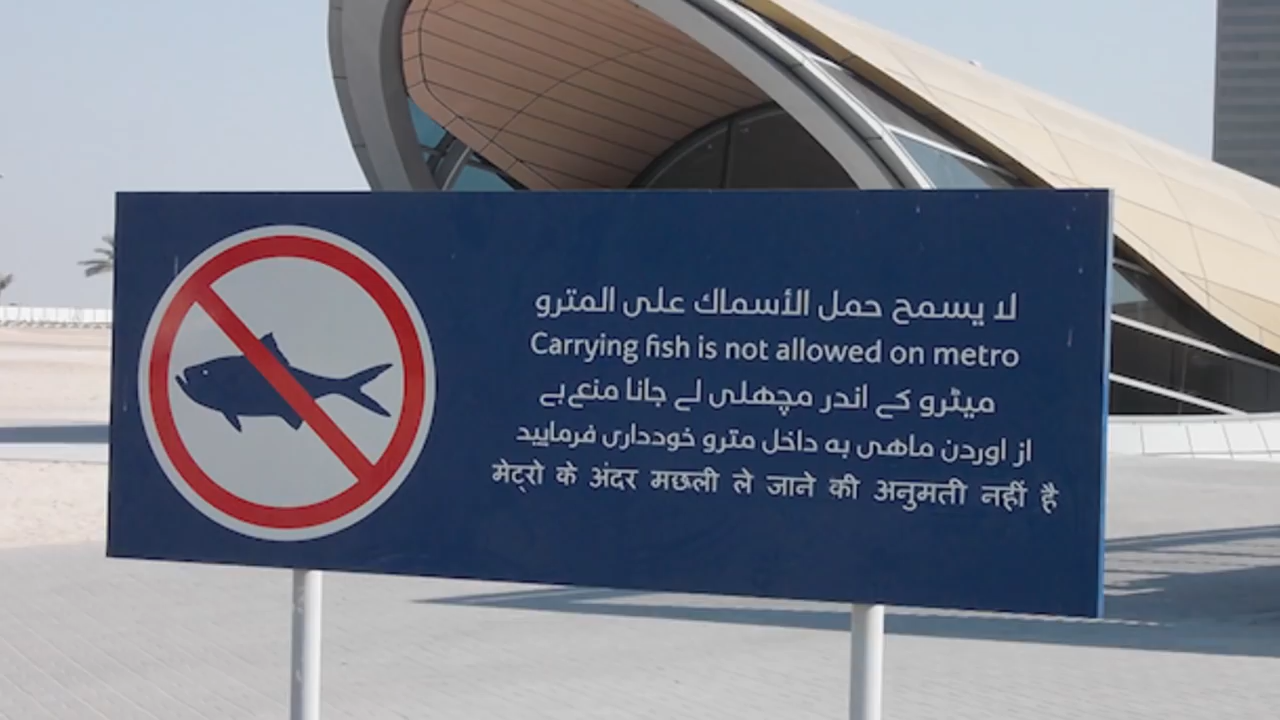 لا يسمح حمل الأسماك على المترو
Carrying fish is not allowed on metro
میٹرو کے اندر مچھلی لے جانا منع ہے
از اوردن ماهی به داخل مترو خودداری فرمایید
मेट्रो के अंदर मछली ले जाने की अनुमती नहीं है